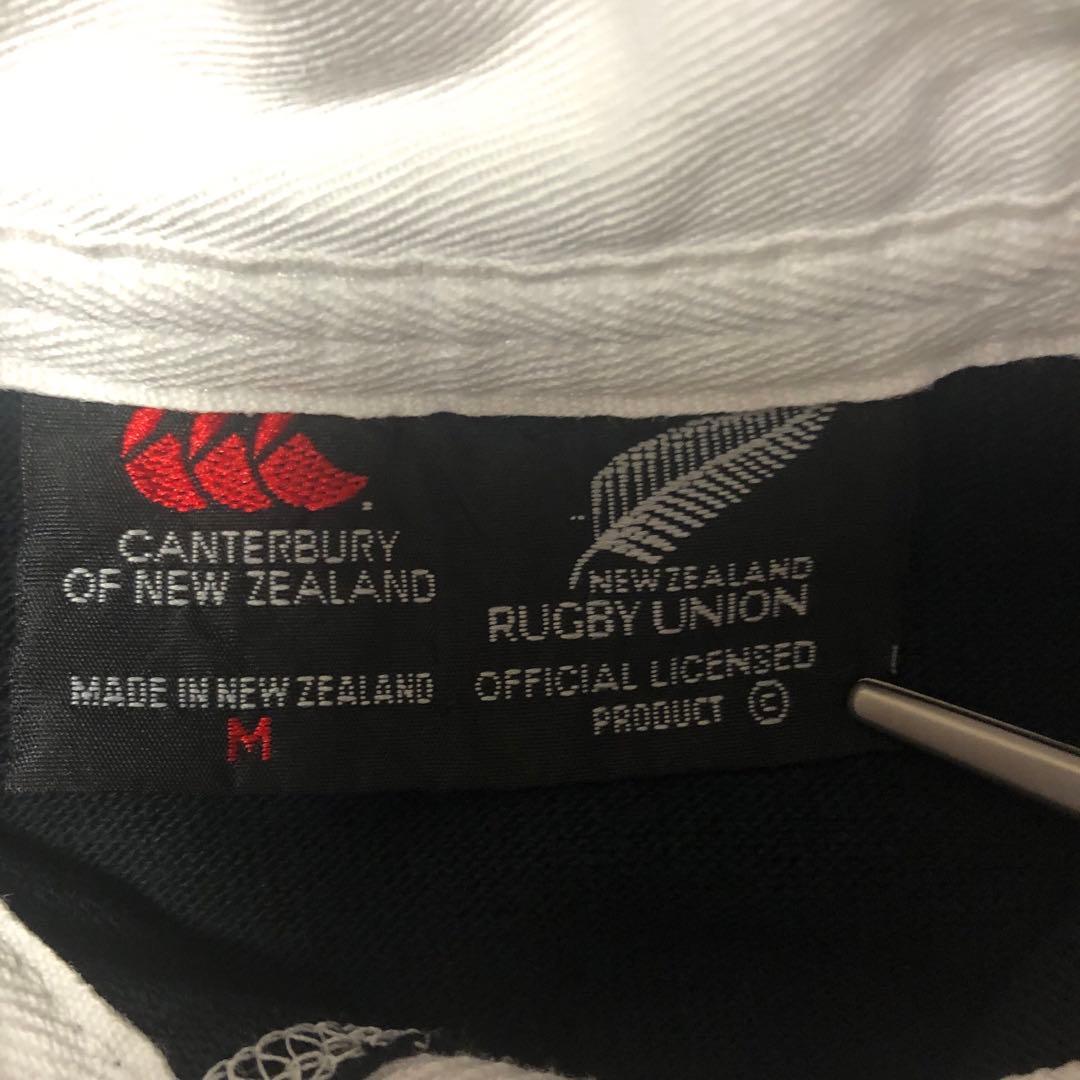 CANTERBURY
OF NEW ZEALAND
MADE IN NEW ZEALAND
M
NEW ZEALAND
RUGBY UNION
OFFICIAL LICENSED
PRODUCT ©